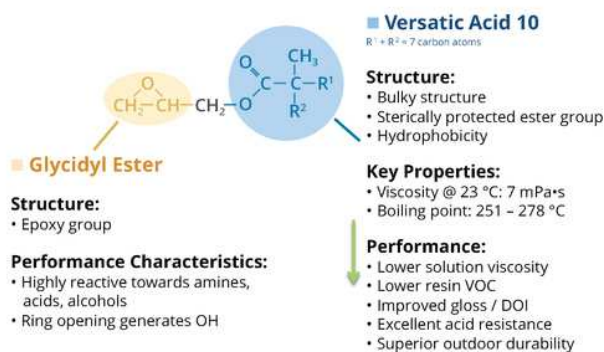 Versatic Acid 10
R¹ + R² = 7 carbon atoms
O
CH₂–CH–CH₂–O
O
C–C–R¹
CH₃
R²
Glycidyl Ester
Structure:
• Epoxy group
Performance Characteristics:
• Highly reactive towards amines,
acids, alcohols
• Ring opening generates OH
Structure:
• Bulky structure
• Sterically protected ester group
• Hydrophobicity
Key Properties:
• Viscosity @ 23 °C: 7 mPa•s
• Boiling point: 251 – 278 °C
Performance:
• Lower solution viscosity
• Lower resin VOC
• Improved gloss / DOI
• Excellent acid resistance
• Superior outdoor durability